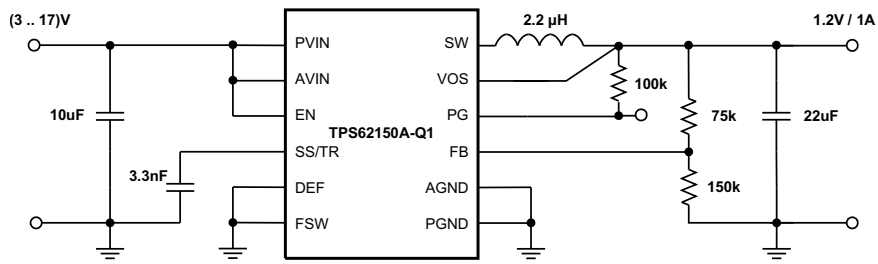 (3 .. 17)V
2.2 µH
1.2V / 1A
PVIN
SW
AVIN
VOS
100k
10uF
EN
PG
75k
22uF
TPS62150A-Q1
SS/TR
FB
3.3nF
DEF
AGND
150k
FSW
PGND